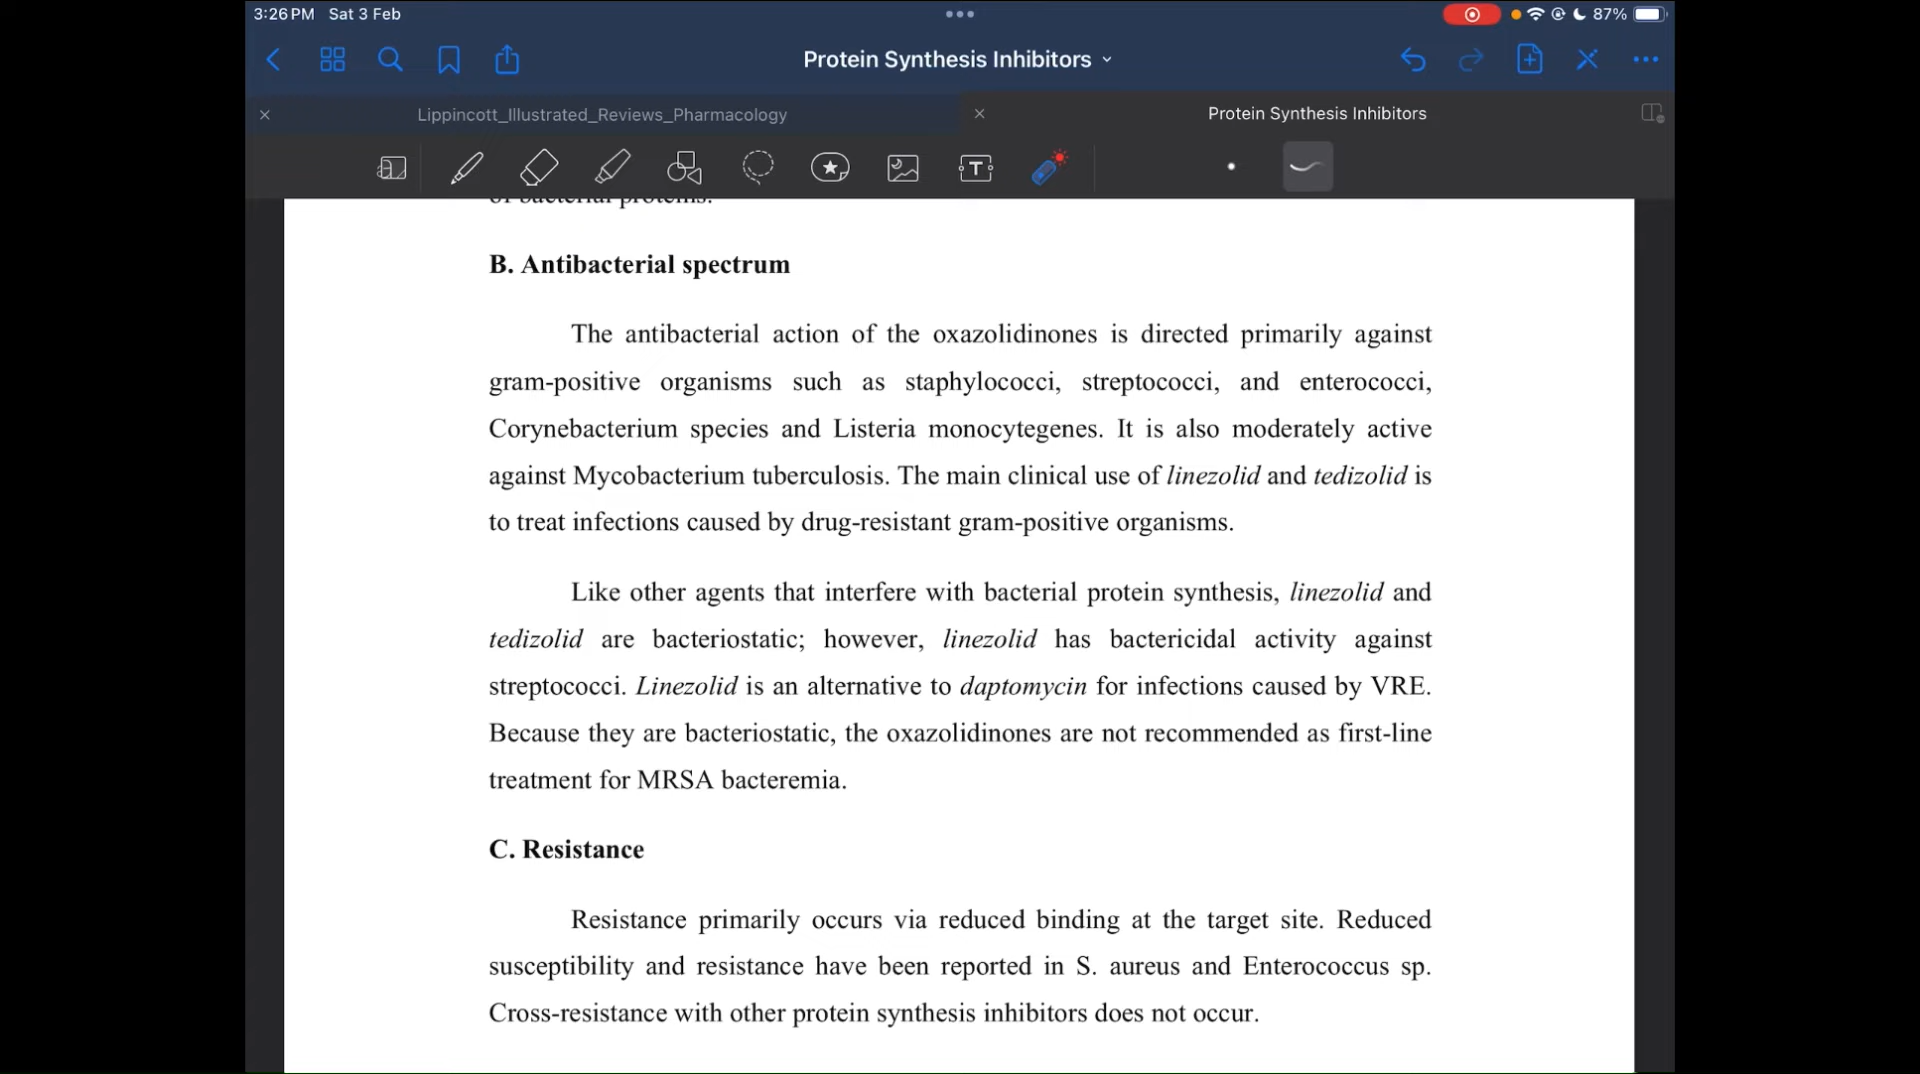 3:26 PM Sat 3 Feb
87%
Protein Synthesis Inhibitors
Lippincott_Illustrated_Reviews_Pharmacology
Protein Synthesis Inhibitors
of bacterial proteins.
B. Antibacterial spectrum
The antibacterial action of the oxazolidinones is directed primarily against
gram-positive organisms such as staphylococci, streptococci, and enterococci,
Corynebacterium species and Listeria monocytegenes. It is also moderately active
against Mycobacterium tuberculosis. The main clinical use of linezolid and tedizolid is
to treat infections caused by drug-resistant gram-positive organisms.
Like other agents that interfere with bacterial protein synthesis, linezolid and
tedizolid are bacteriostatic; however, linezolid has bactericidal activity against
streptococci. Linezolid is an alternative to daptomycin for infections caused by VRE.
Because they are bacteriostatic, the oxazolidinones are not recommended as first-line
treatment for MRSA bacteremia.
C. Resistance
Resistance primarily occurs via reduced binding at the target site. Reduced
susceptibility and resistance have been reported in S. aureus and Enterococcus sp.
Cross-resistance with other protein synthesis inhibitors does not occur.